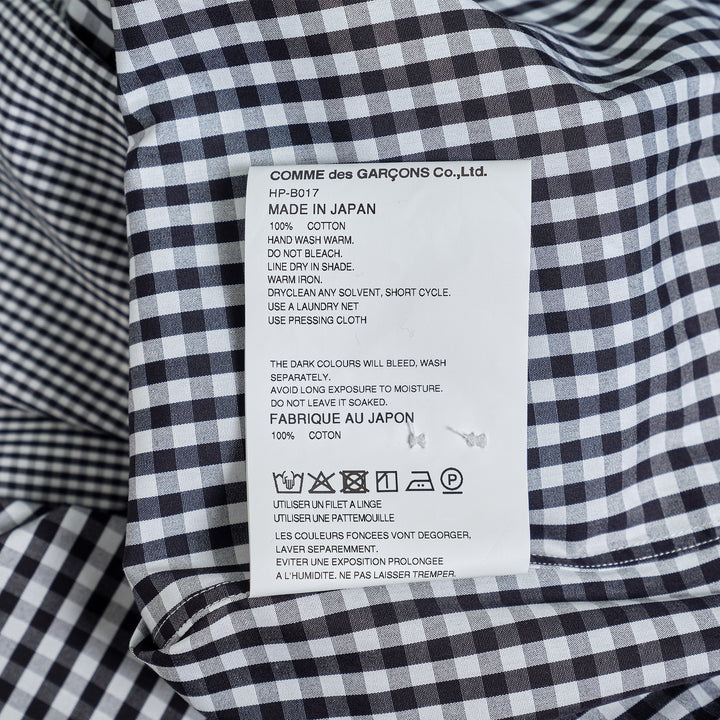 COMME des GARÇONS Co.,Ltd.
HP-B017
MADE IN JAPAN
100% COTTON
HAND WASH WARM.
DO NOT BLEACH.
LINE DRY IN SHADE.
WARM IRON.
DRYCLEAN ANY SOLVENT, SHORT CYCLE.
USE A LAUNDRY NET
USE PRESSING CLOTH
THE DARK COLOURS WILL BLEED, WASH
SEPARATELY.
AVOID LONG EXPOSURE TO MOISTURE.
DO NOT LEAVE IT SOAKED.
FABRIQUE AU JAPON
100% COTON
P
UTILISER UN FILET A LINGE
UTILISER UNE PATTEMOUILLE
LES COULEURS FONCEES VONT DEGORGER,
LAVER SEPAREMMENT.
EVITER UNE EXPOSITION PROLONGEE
A L'HUMIDITE. NE PAS LAISSER TREMPER.